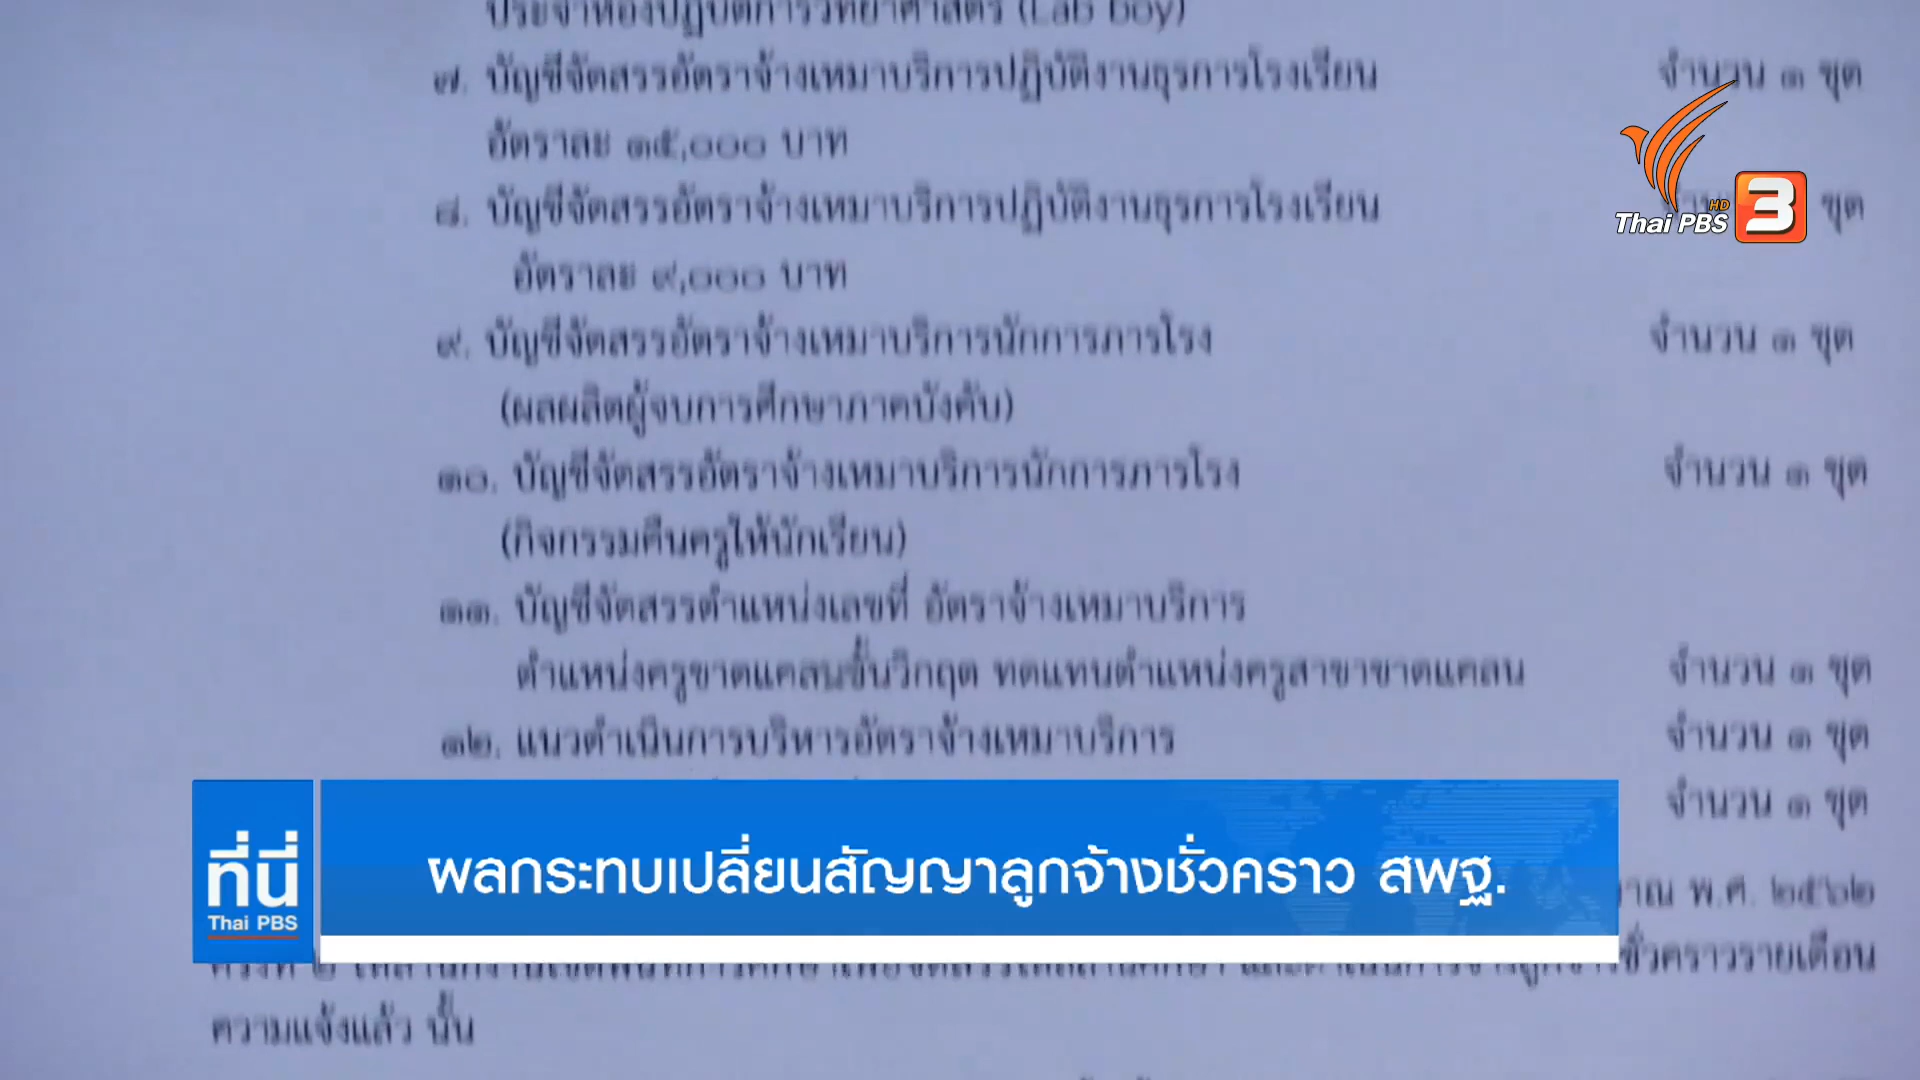 ประจำห้องปฏิบัติการวิทยาศาสตร์ (Lab boy)
๗. บัญชีจัดสรรอัตราจ้างเหมาบริการปฏิบัติงานธุรการโรงเรียน จำนวน ๑ ชุด
อัตราละ ๑๕,๐๐๐ บาท
๘. บัญชีจัดสรรอัตราจ้างเหมาบริการปฏิบัติงานธุรการโรงเรียน ชุด
อัตราละ ๙,๐๐๐ บาท
HD
Thai PBS 3
๙. บัญชีจัดสรรอัตราจ้างเหมาบริการนักการภารโรง จำนวน ๑ ชุด
(ผลผลิตผู้จบการศึกษาภาคบังคับ)
๑๐. บัญชีจัดสรรอัตราจ้างเหมาบริการนักการภารโรง จำนวน ๑ ชุด
(กิจกรรมคืนครูให้นักเรียน)
๑๑. บัญชีจัดสรรตำแหน่งเลขที่ อัตราจ้างเหมาบริการ
ตำแหน่งครูขาดแคลนขั้นวิกฤต ทดแทนตำแหน่งครูสาขาขาดแคลน จำนวน ๑ ชุด
๑๒. แนวดำเนินการบริหารอัตราจ้างเหมาบริการ จำนวน ๑ ชุด
จำนวน ๑ ชุด
ที่นี่
Thai PBS
ผลกระทบเปลี่ยนสัญญาลูกจ้างชั่วคราว สพฐ.
พ.ศ. ๒๕๖๒
ครั้งที่ ๒ ชั่วคราวรายเดือน
ความแจ้งแล้ว นั้น